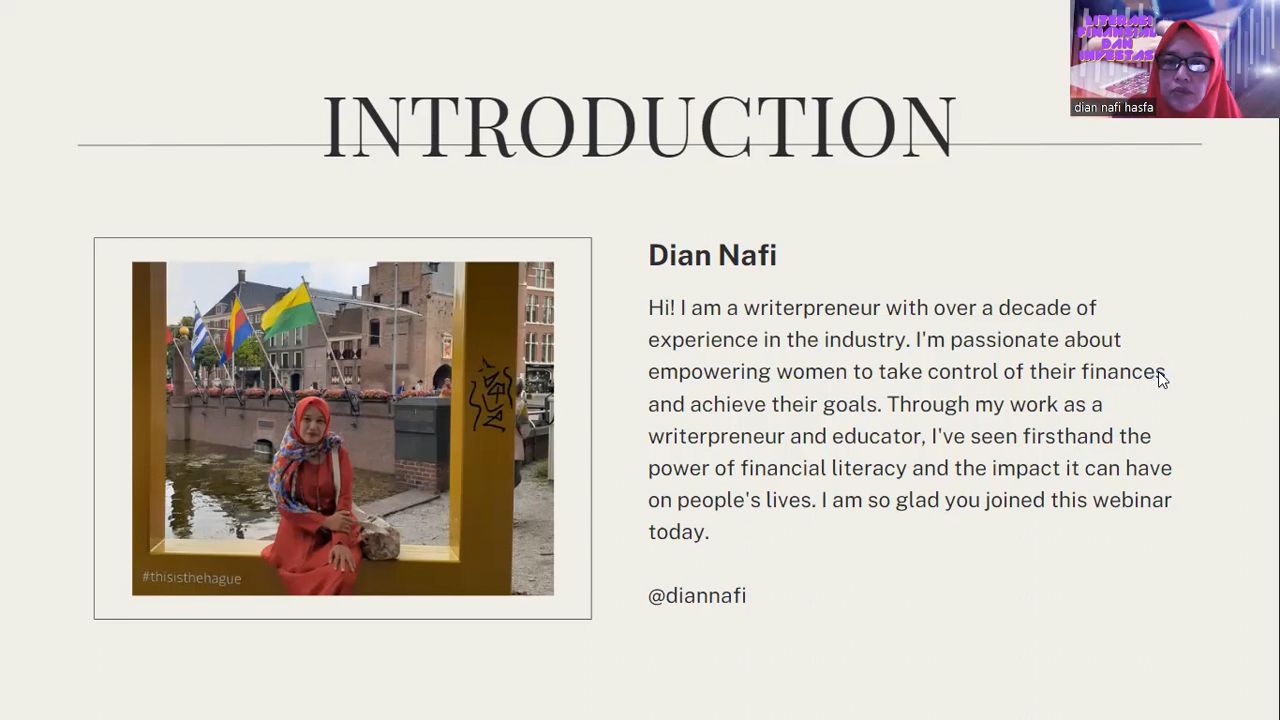 LITERASI
FINANSIAL
DAN
INVESTAS
dian nafi hasfa
INTRODUCTION
#thisisthehague
Dian Nafi
Hi! I am a writerpreneur with over a decade of
experience in the industry. I'm passionate about
empowering women to take control of their finances
and achieve their goals. Through my work as a
writerpreneur and educator, I've seen firsthand the
power of financial literacy and the impact it can have
on people's lives. I am so glad you joined this webinar
today.
@diannafi